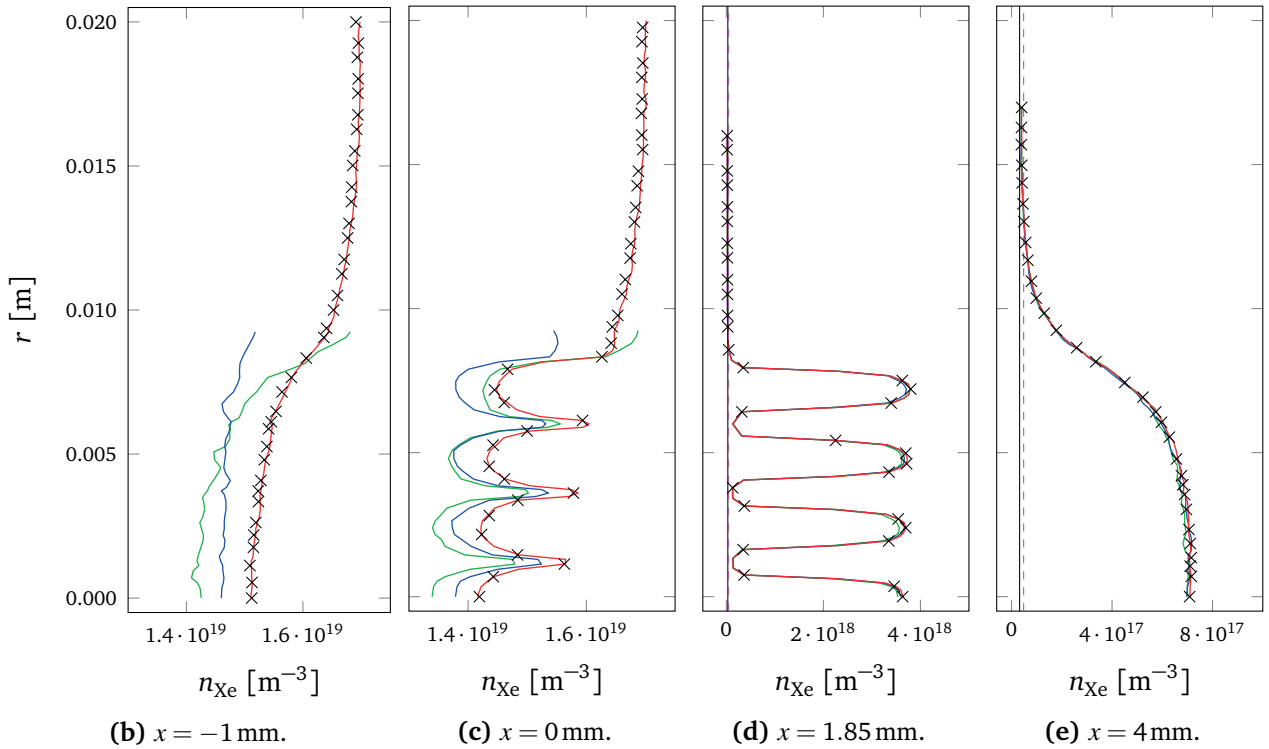 0.020
0.015
0.010
0.005
0.000
r [m]
1.4 · 10¹⁹ 1.6 · 10¹⁹
1.4 · 10¹⁹ 1.6 · 10¹⁹
0 2 · 10¹⁸ 4 · 10¹⁸
0 4 · 10¹⁷ 8 · 10¹⁷
n_Xe [m⁻³]
n_Xe [m⁻³]
n_Xe [m⁻³]
n_Xe [m⁻³]
(b) x = −1 mm.
(c) x = 0 mm.
(d) x = 1.85 mm.
(e) x = 4 mm.